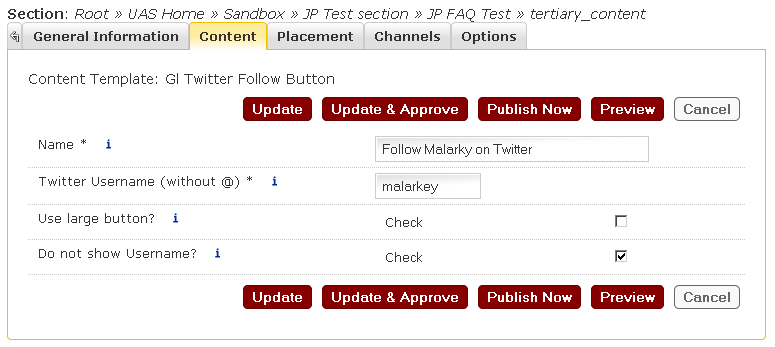 Section: Root » UAS Home » Sandbox » JP Test section » JP FAQ Test » tertiary_content
General Information Content Placement Channels Options
Content Template: Gl Twitter Follow Button
Update Update & Approve Publish Now Preview Cancel
Name * i Follow Malarky on Twitter
Twitter Username (without @) * i malarkey
Use large button? i Check
Do not show Username? i Check
Update Update & Approve Publish Now Preview Cancel